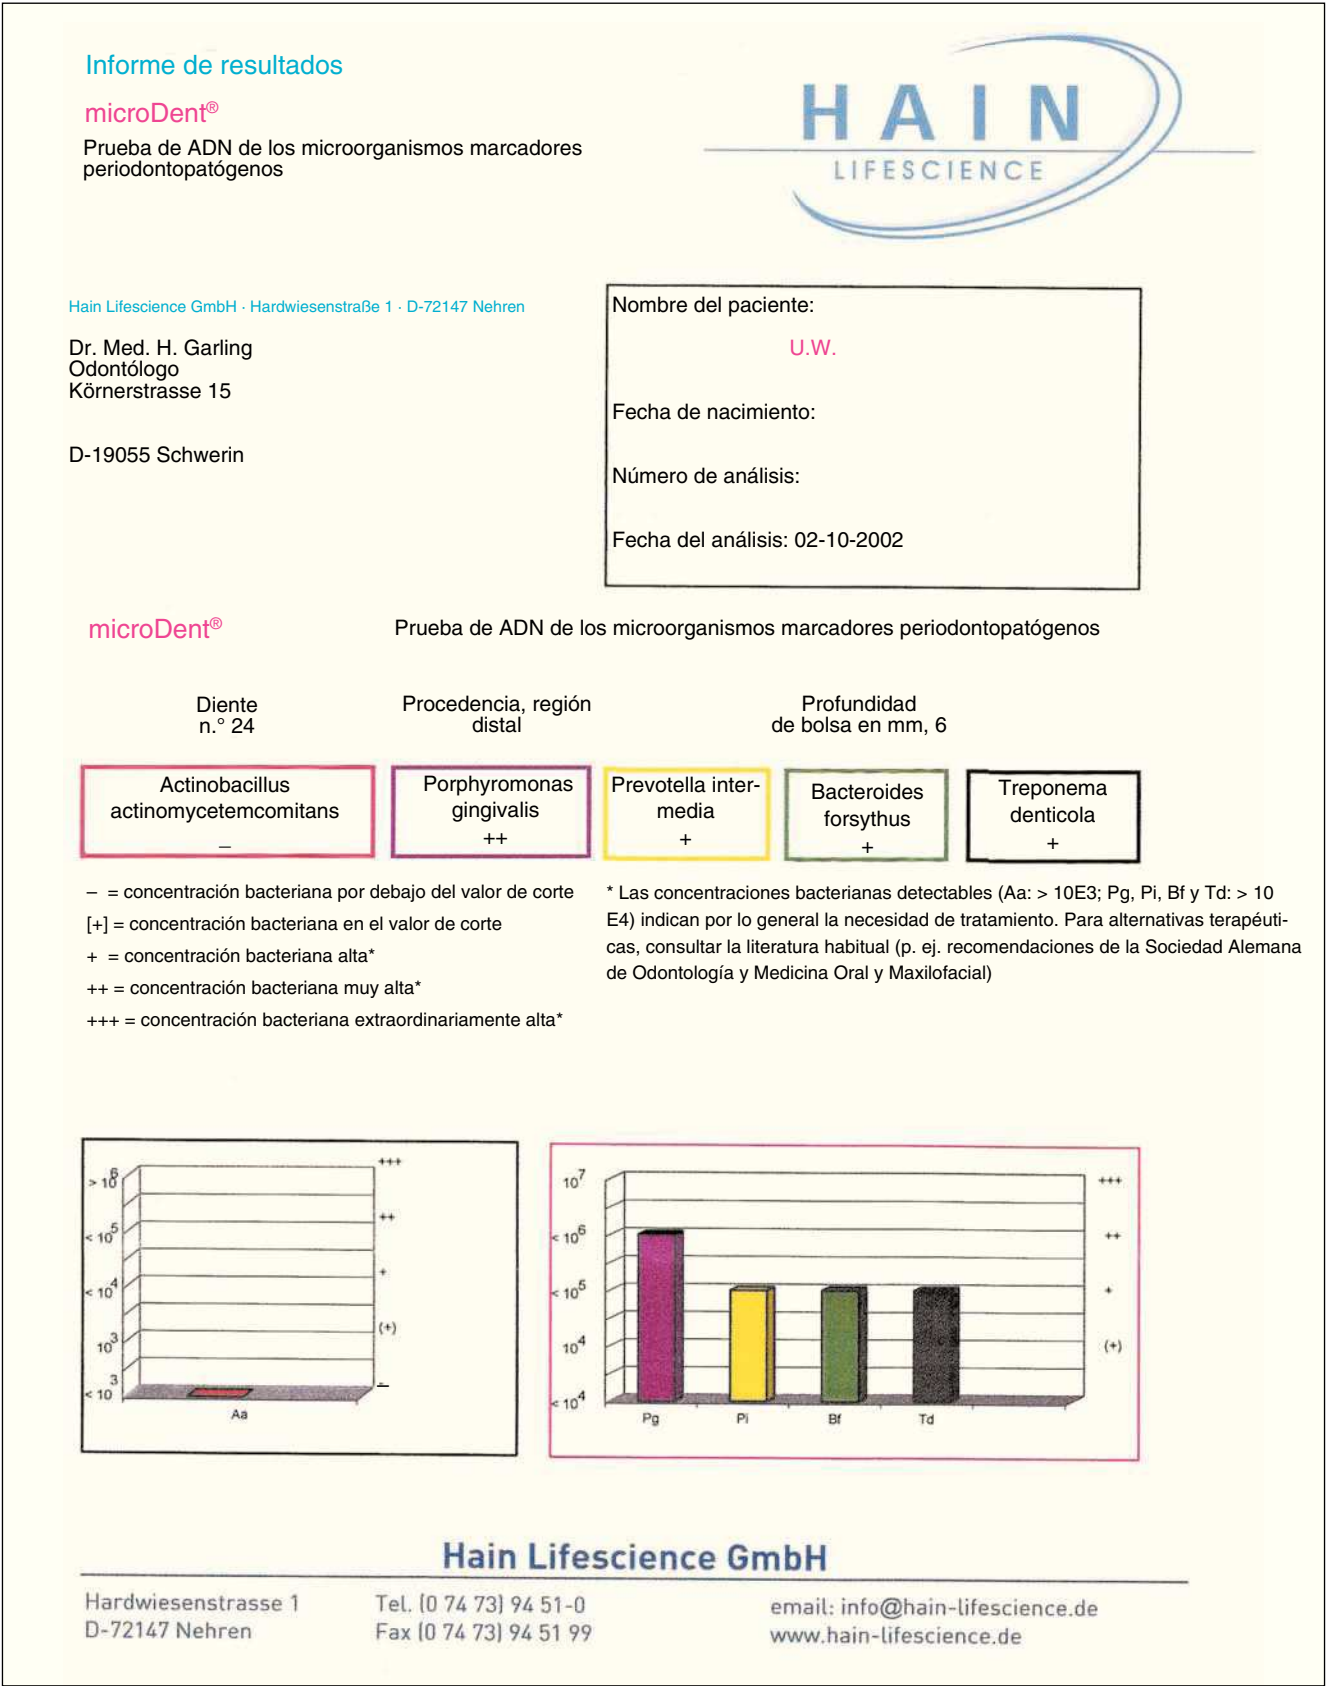 Informe de resultados
microDent®
Prueba de ADN de los microorganismos marcadores
periodontopatógenos
HAIN
LIFESCIENCE
Hain Lifescience GmbH · Hardwiesenstraße 1 · D-72147 Nehren
Dr. Med. H. Garling
Odontólogo
Körnerstrasse 15
D-19055 Schwerin
Nombre del paciente:
U.W.
Fecha de nacimiento:
Número de análisis:
Fecha del análisis: 02-10-2002
microDent®
Prueba de ADN de los microorganismos marcadores periodontopatógenos
Diente
n.° 24
Procedencia, región
distal
Profundidad
de bolsa en mm, 6
Actinobacillus
actinomycetemcomitans
–
Porphyromonas
gingivalis
++
Prevotella inter-
media
+
Bacteroides
forsythus
+
Treponema
denticola
+
– = concentración bacteriana por debajo del valor de corte
[+] = concentración bacteriana en el valor de corte
+ = concentración bacteriana alta*
++ = concentración bacteriana muy alta*
+++ = concentración bacteriana extraordinariamente alta*
* Las concentraciones bacterianas detectables (Aa: > 10E3; Pg, Pi, Bf y Td: > 10
E4) indican por lo general la necesidad de tratamiento. Para alternativas terapéuti-
cas, consultar la literatura habitual (p. ej. recomendaciones de la Sociedad Alemana
de Odontología y Medicina Oral y Maxilofacial)
> 10⁶
+++
< 10⁵
++
< 10⁴
+
10³
(+)
< 10³
-
Aa
10⁷
+++
< 10⁶
++
< 10⁵
+
10⁴
(+)
< 10⁴
Pg
Pi
Bf
Td
Hain Lifescience GmbH
Hardwiesenstrasse 1
D-72147 Nehren
Tel. (0 74 73) 94 51-0
Fax (0 74 73) 94 51 99
email: info@hain-lifescience.de
www.hain-lifescience.de